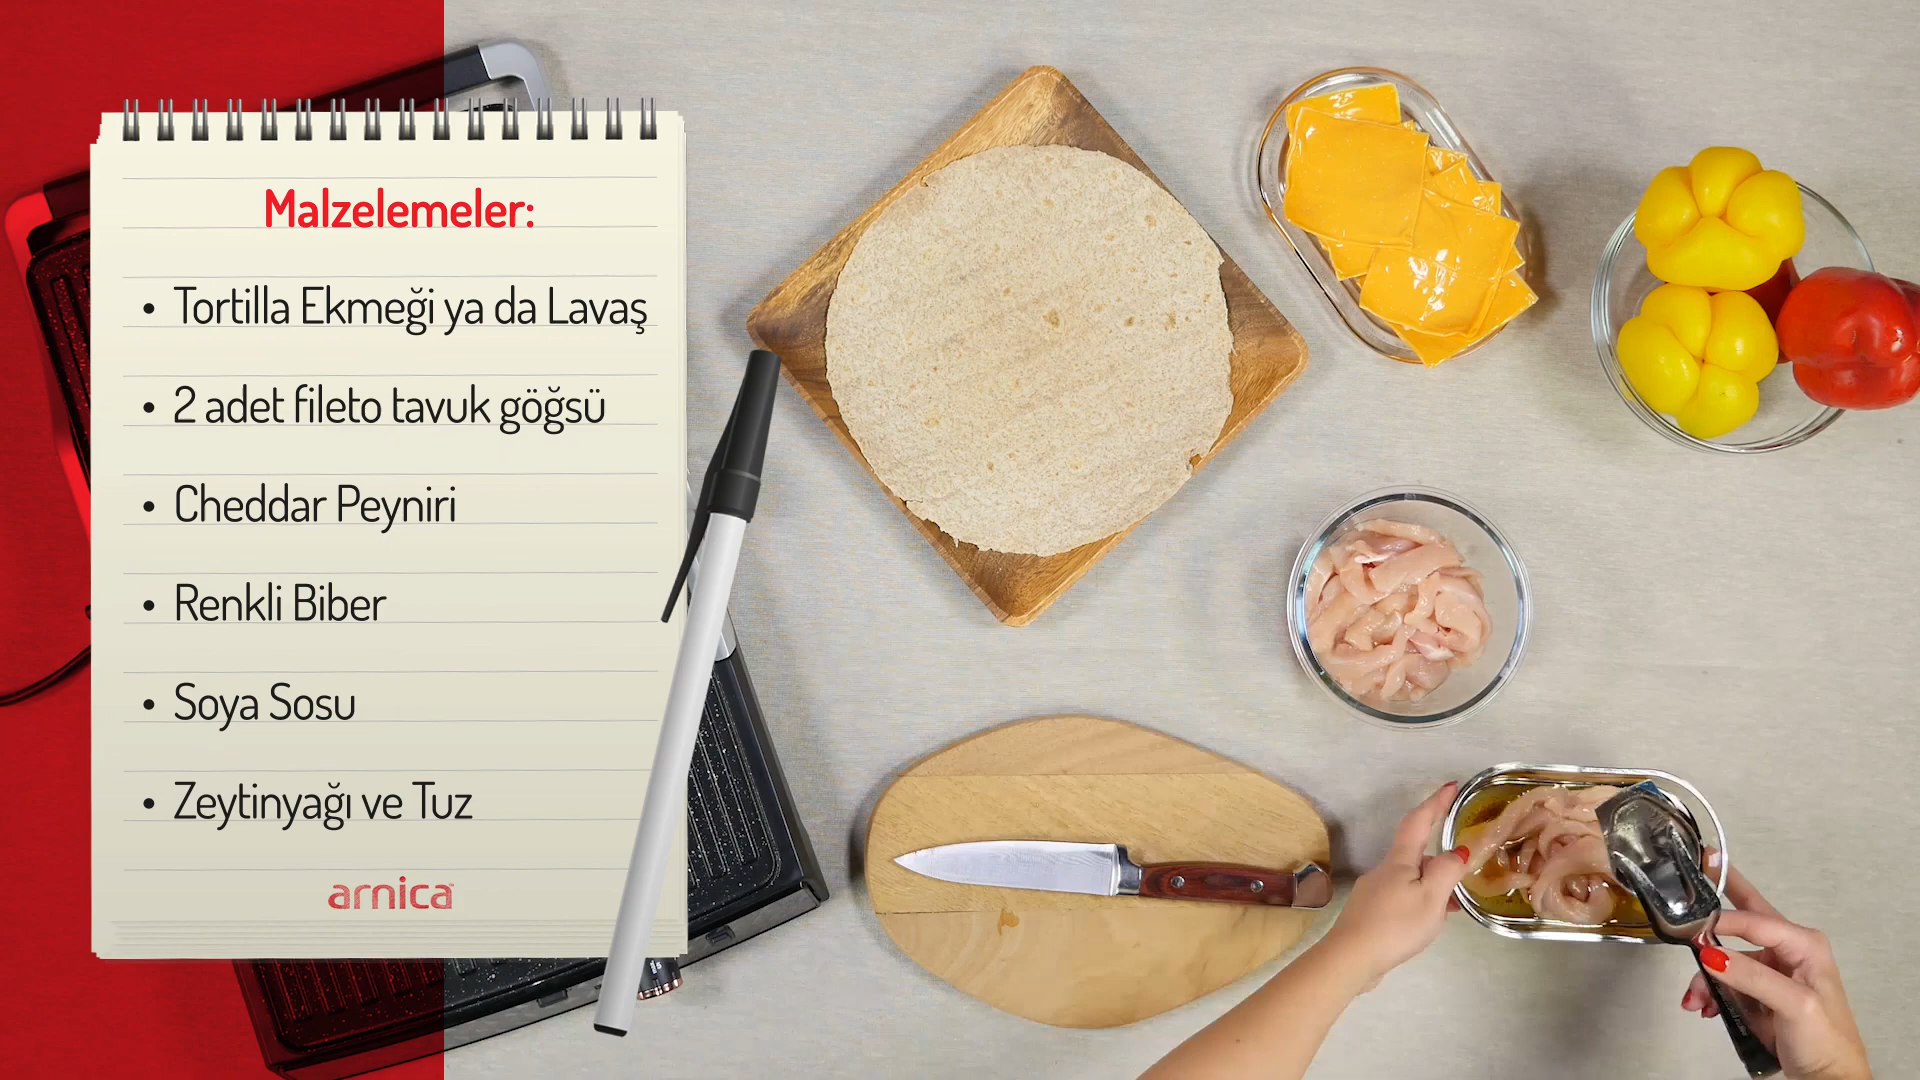 Malzelemeler:
• Tortilla Ekmeği ya da Lavaş
• 2 adet fileto tavuk göğsü
• Cheddar Peyniri
• Renkli Biber
• Soya Sosu
• Zeytinyağı ve Tuz
arnica